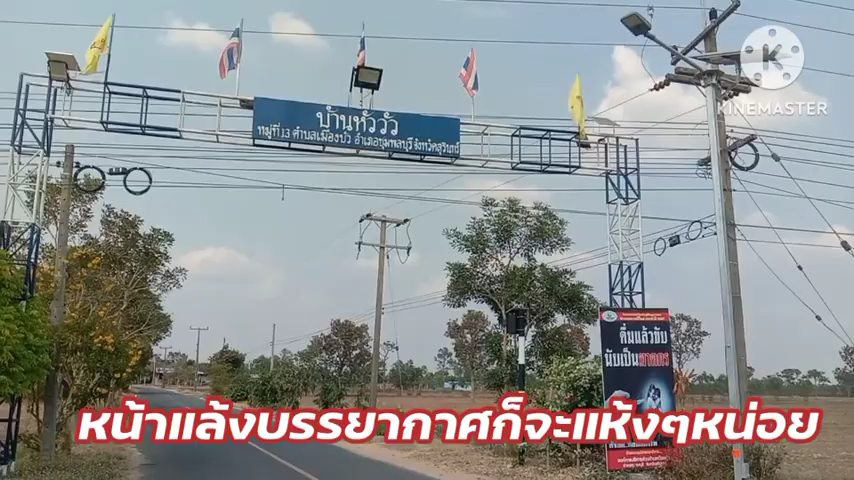 KINEMASTER
บ้านหัววัว
หมู่ที่ 13 ตำบลเมืองบัว อำเภอชุมพลบุรี จังหวัดสุรินทร์
ดื่มแล้วขับ
นับเป็นฆาตกร
หน้าแล้งบรรยากาศก็จะแห้งๆหน่อย